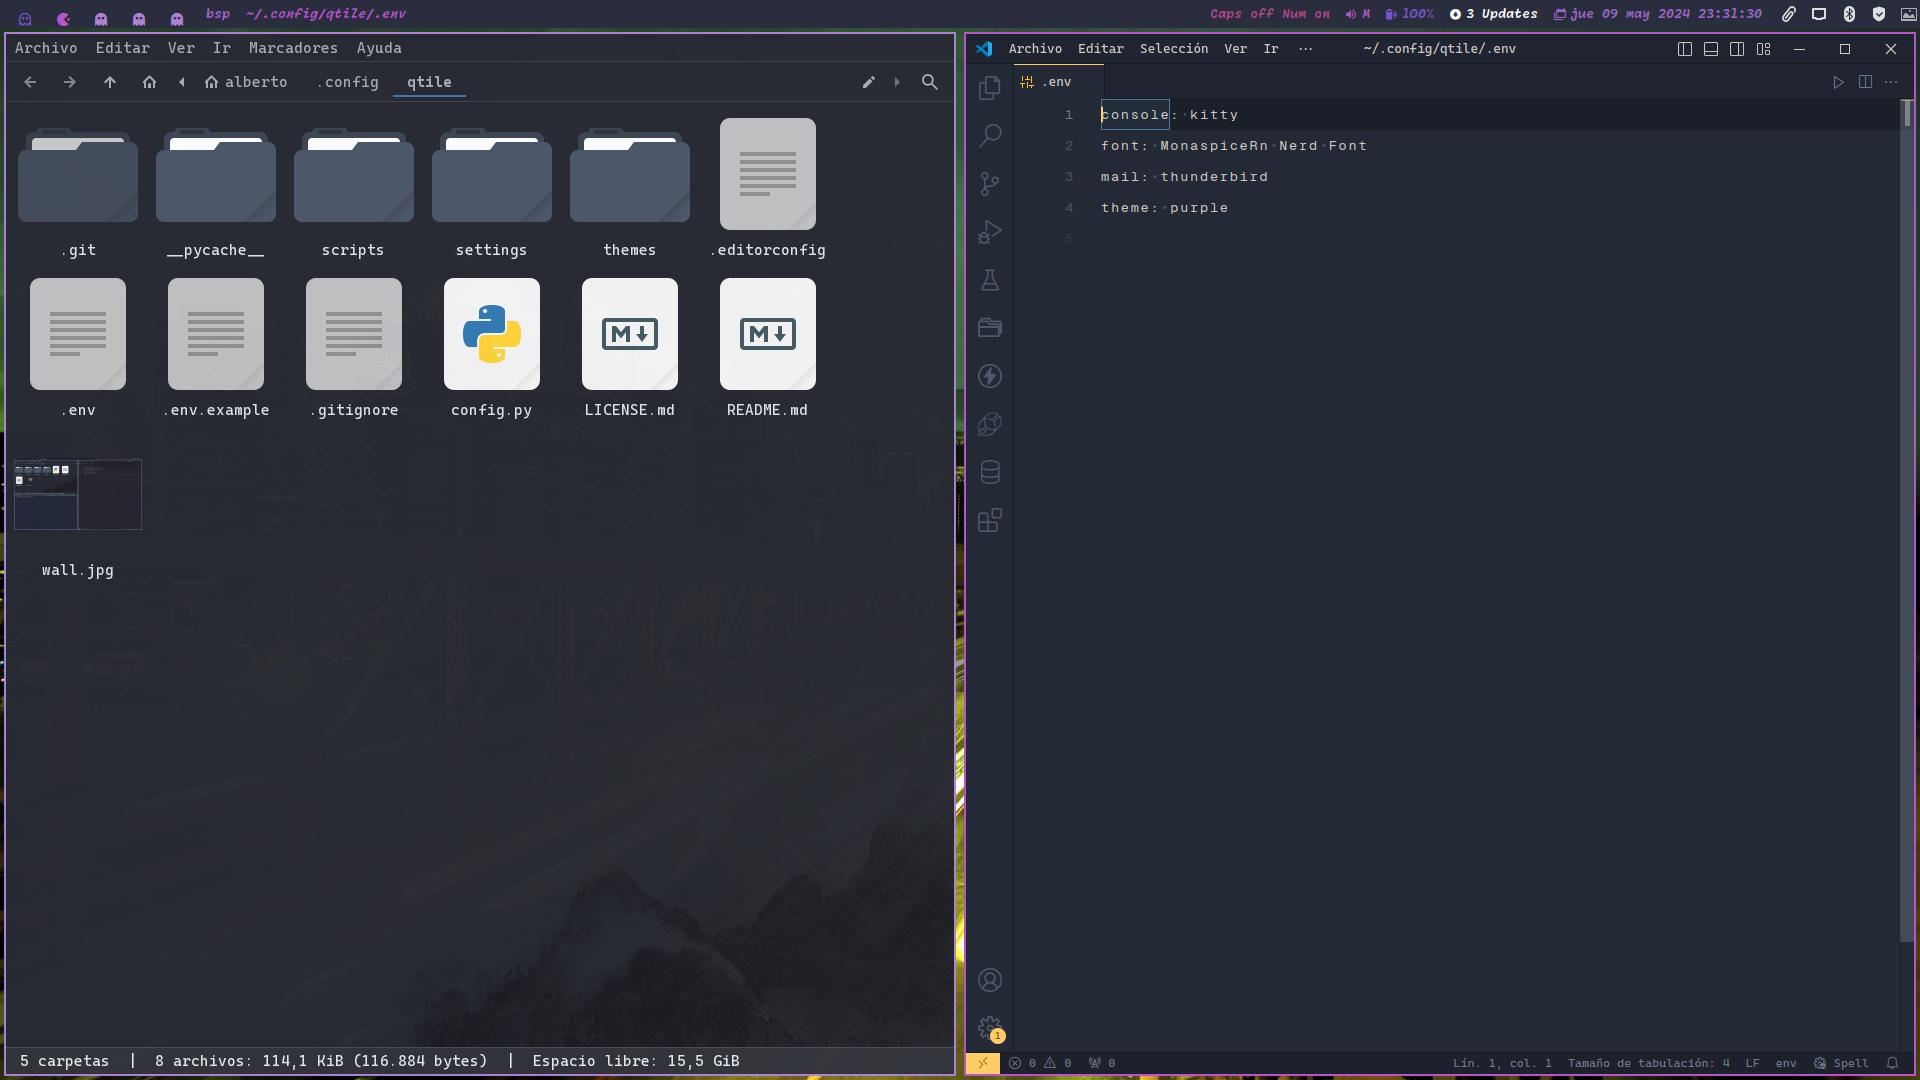 bsp ~/.config/qtile/.env
Caps off Num on M 100% 3 Updates jue 09 may 2024 23:31:30
Archivo Editar Ver Ir Marcadores Ayuda
alberto .config qtile
.git __pycache__ scripts settings themes .editorconfig
.env .env.example .gitignore config.py LICENSE.md README.md
wall.jpg
5 carpetas | 8 archivos: 114,1 KiB (116.884 bytes) | Espacio libre: 15,5 GiB
Archivo Editar Selección Ver Ir ··· ~/.config/qtile/.env
.env
1 console: kitty
2 font: MonaspiceRn Nerd Font
3 mail: thunderbird
4 theme: purple
5
1
0 0 0 Lín. 1, col. 1 Tamaño de tabulación: 4 LF env Spell